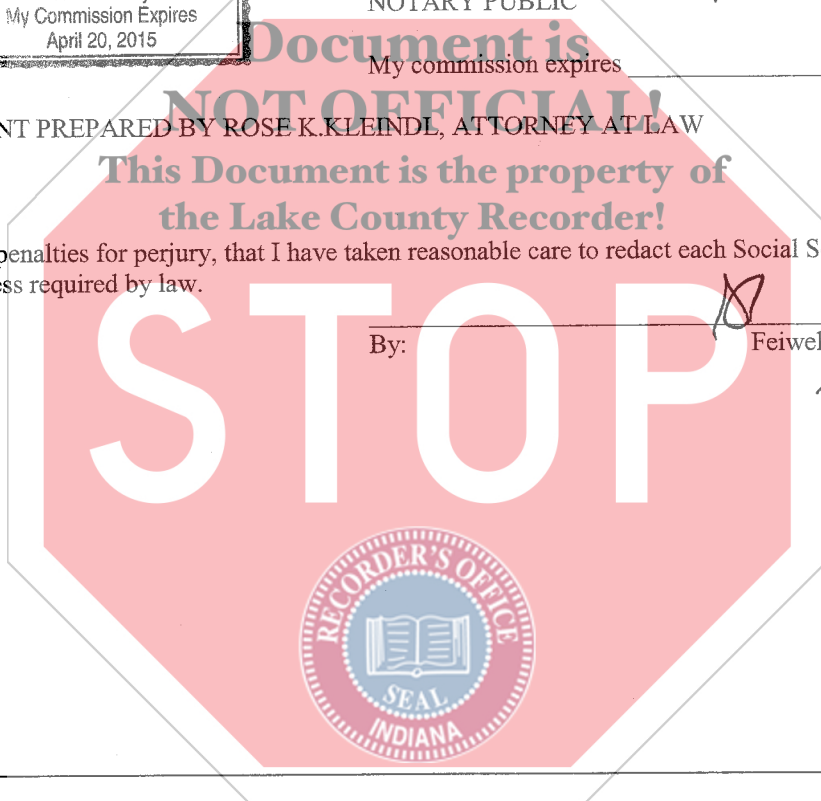 My Commission Expires
April 20, 2015
NOTARY PUBLIC
Document is
My commission expires
NOT OFFICIAL!
NT PREPARED BY ROSE K.KLEINDL, ATTORNEY AT LAW
This Document is the property of
the Lake County Recorder!
penalties for perjury, that I have taken reasonable care to redact each Social S
ess required by law.
By:
Feiwel
STOP
RECORDER'S OFFICE
SEAL
INDIANA